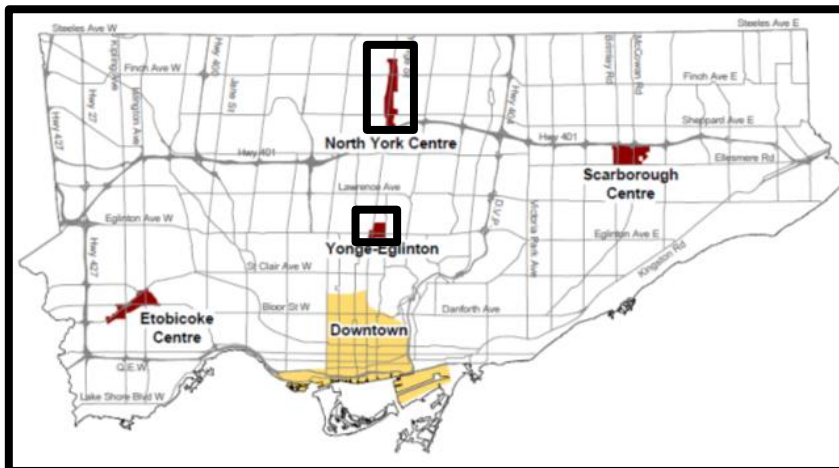 Steeles Ave W
Steeles Ave E
Kipling Ave
Hwy 400
Brimley Rd
McCowan Rd
Finch Ave W
Finch Ave E
Hwy 27
Islington Ave
Jane St
Hwy 404
Sheppard Ave E
Hwy 427
North York Centre
Hwy 401
Hwy 401
Ellesmere Rd
Scarborough
Centre
Lawrence Ave
D V P
Victoria Park Ave
Eglinton Ave W
Yonge-Eglinton
Eglinton Ave E
Kingston Rd
Hwy 427
St Clair Ave W
Etobicoke
Centre
Bloor St W
Downtown
Danforth Ave
Q.E.W
Lake Shore Blvd W